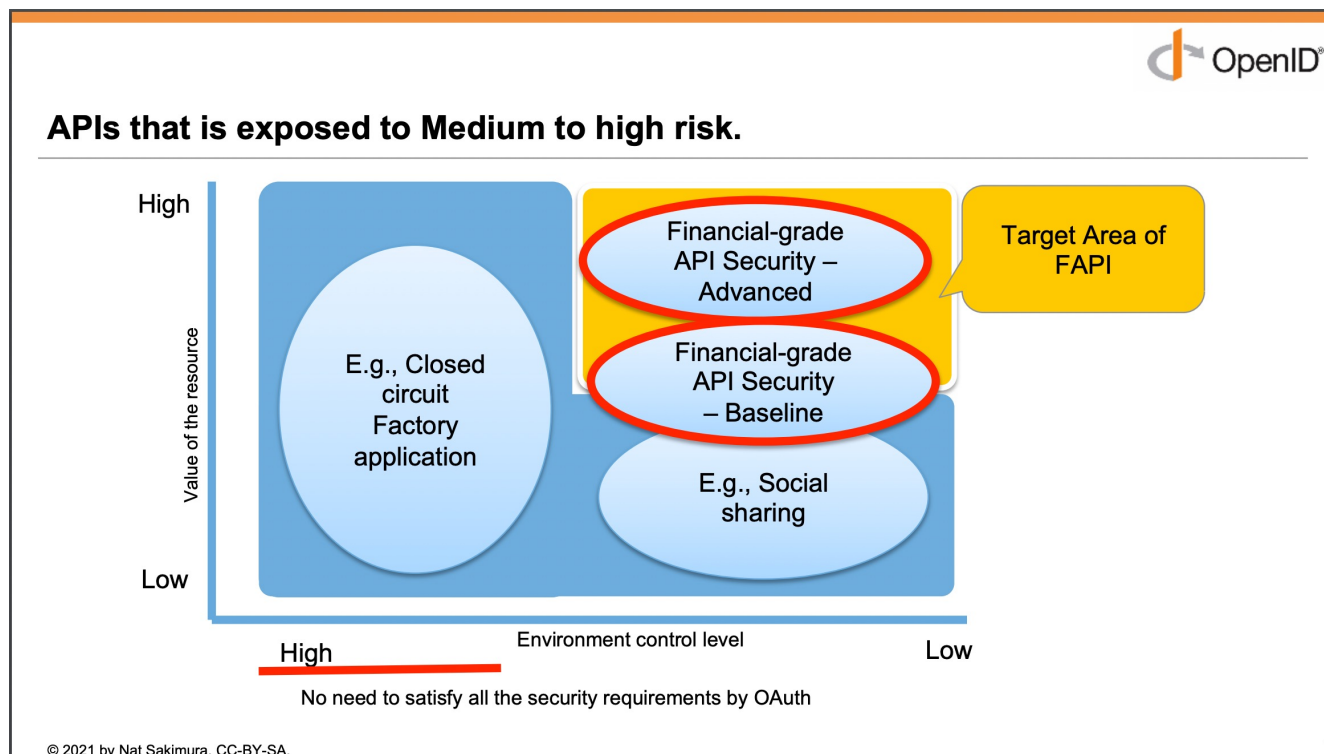 OpenID®
APIs that is exposed to Medium to high risk.
High
Financial-grade
API Security –
Advanced
Target Area of
FAPI
Value of the resource
E.g., Closed
circuit
Factory
application
Financial-grade
API Security
– Baseline
E.g., Social
sharing
Low
Environment control level
High
Low
No need to satisfy all the security requirements by OAuth
© 2021 by Nat Sakimura. CC-BY-SA.